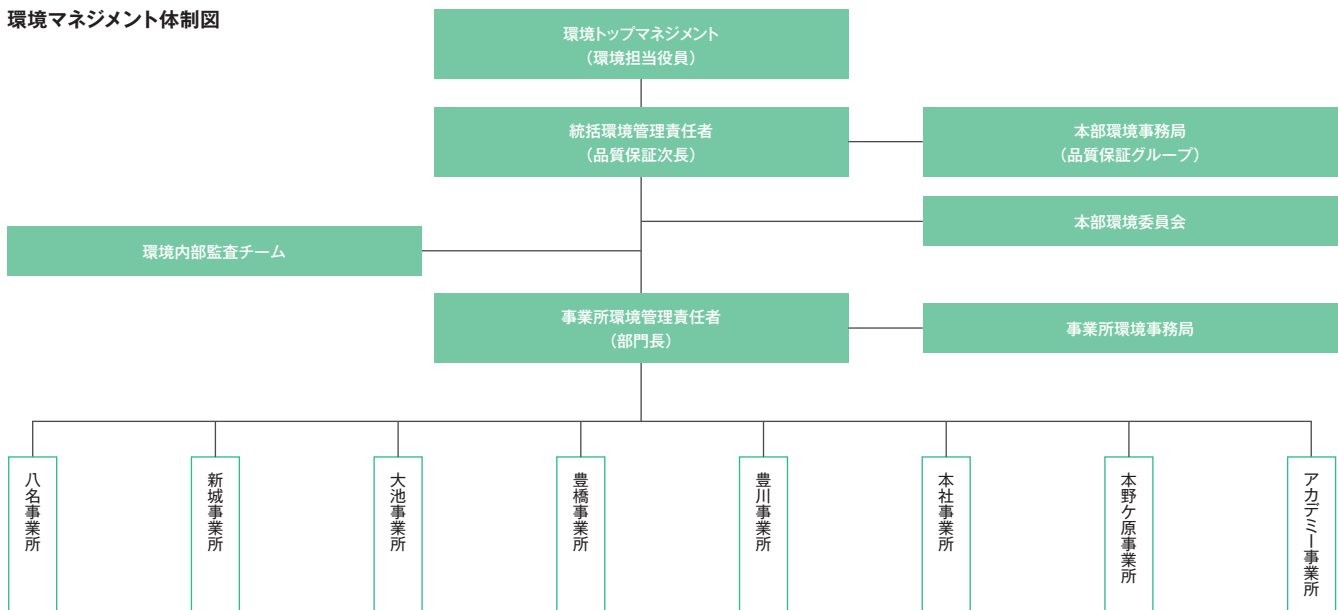 環境マネジメント体制図
環境トップマネジメント
（環境担当役員）
統括環境管理責任者
（品質保証次長）
本部環境事務局
（品質保証グループ）
本部環境委員会
環境内部監査チーム
事業所環境管理責任者
（部門長）
事業所環境事務局
八名事業所
新城事業所
大池事業所
豊橋事業所
豊川事業所
本社事業所
本野ケ原事業所
アカデミー事業所